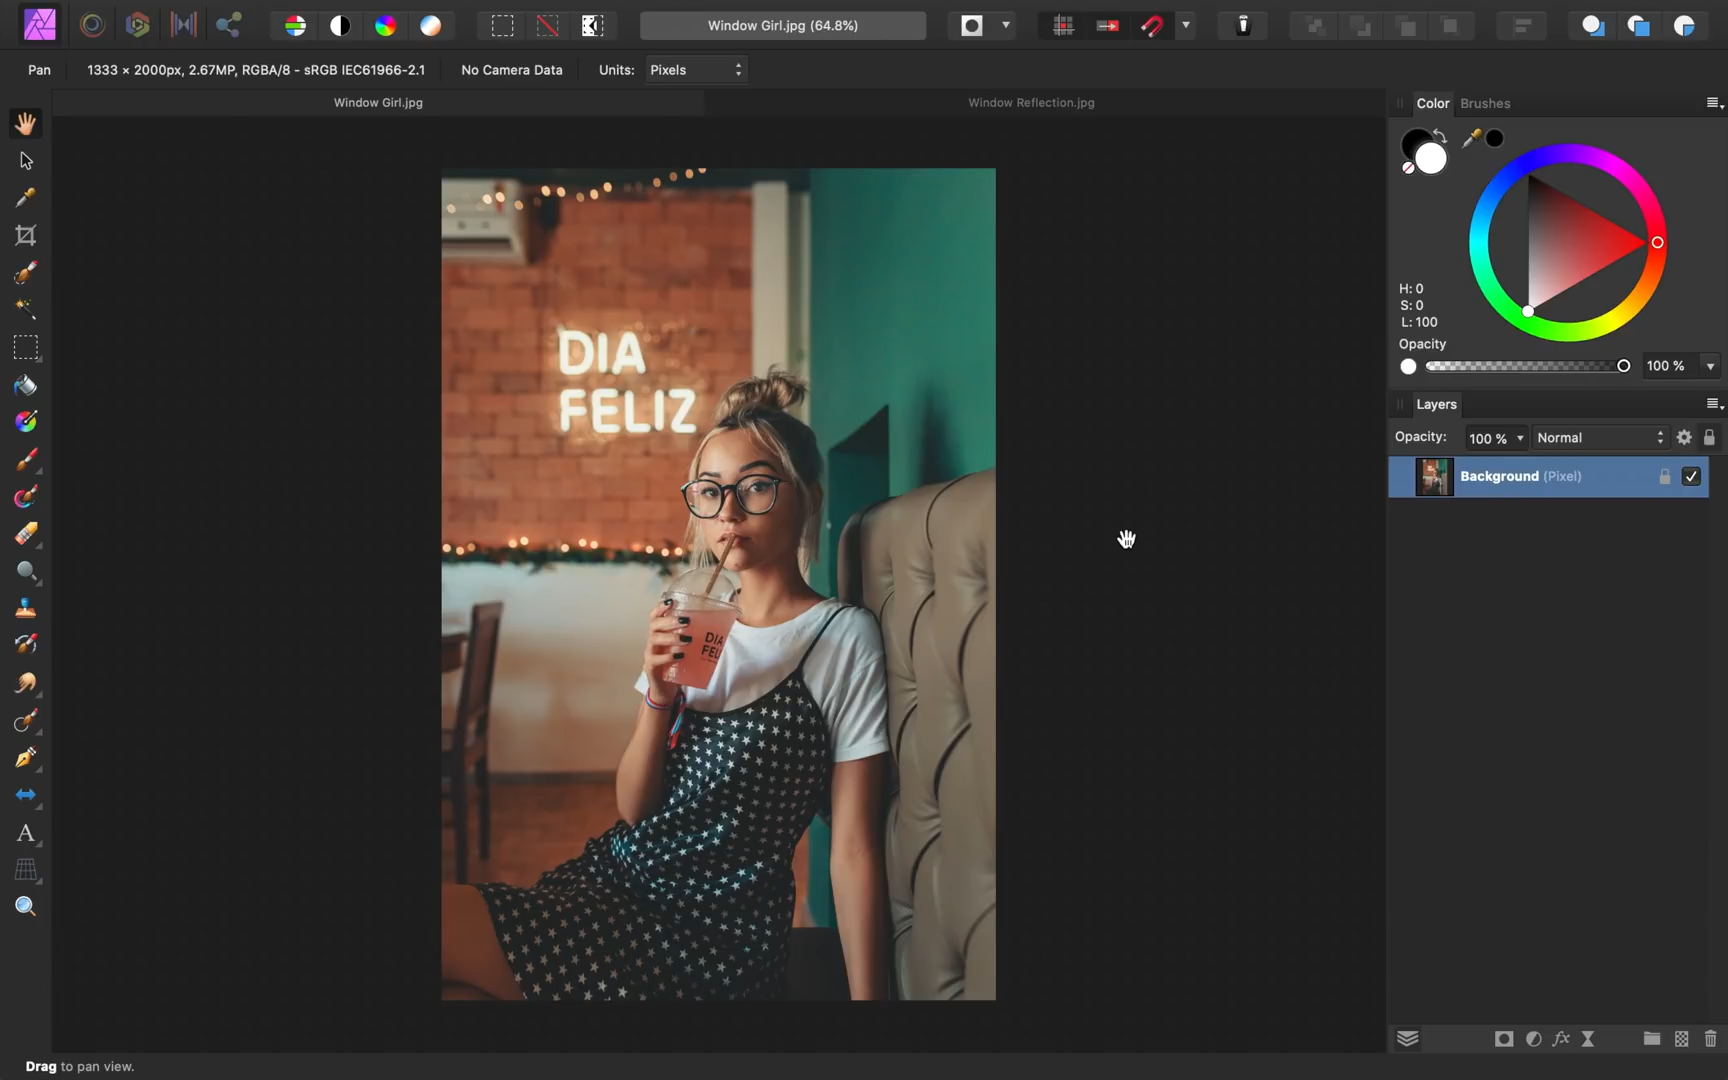 Window Girl.jpg (64.8%)
Pan
1333 × 2000px, 2.67MP, RGBA/8 - sRGB IEC61966-2.1
No Camera Data
Units:
Pixels
Window Girl.jpg
Window Reflection.jpg
Color
Brushes
H: 0
S: 0
L: 100
Opacity
100 %
Layers
Opacity:
100 %
Normal
Background (Pixel)
DIA
FELIZ
DIA
FEL
A
fx
Drag to pan view.